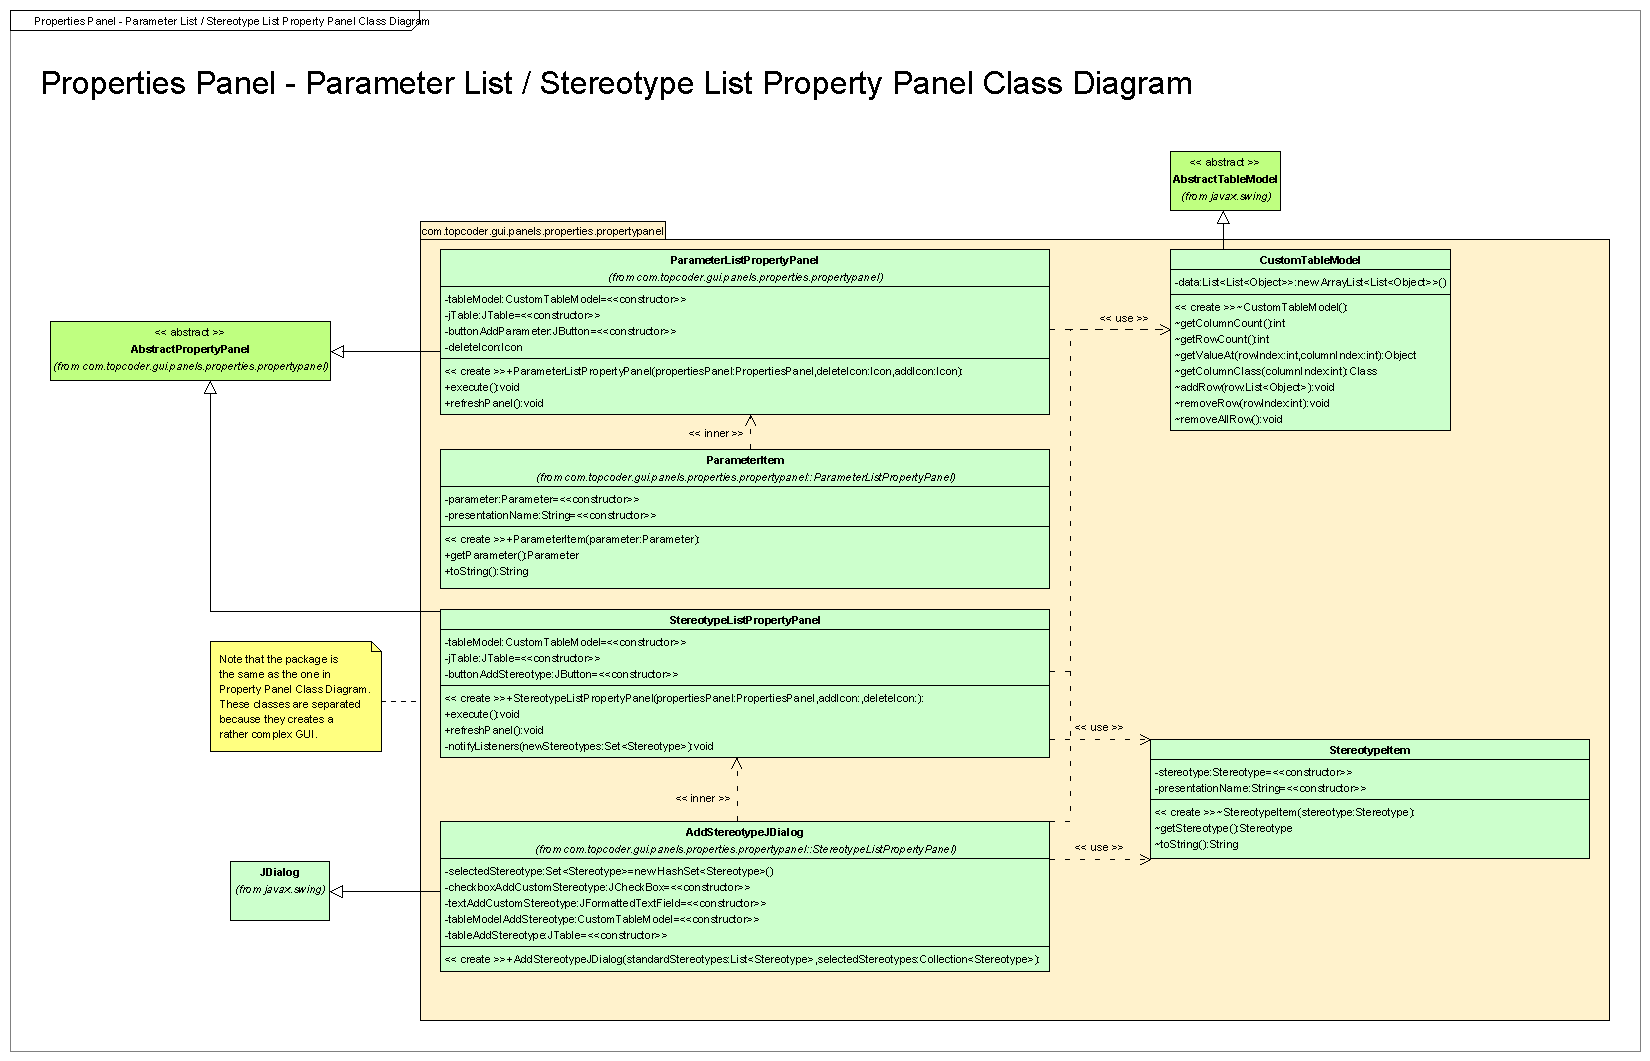 Properties Panel - Parameter List / Stereotype List Property Panel Class Diagram
Properties Panel - Parameter List / Stereotype List Property Panel Class Diagram
<< abstract >>
AbstractTableModel
(from javax.swing)
com.topcoder.gui.panels.properties.propertypanel
ParameterListPropertyPanel
(from com.topcoder.gui.panels.properties.propertypanel)
-tableModel:CustomTableModel=<<constructor>>
-jTable:JTable=<<constructor>>
-buttonAddParameter:JButton=<<constructor>>
-deleteIcon:Icon
<< create >>+ParameterListPropertyPanel(propertiesPanel:PropertiesPanel,deleteIcon:Icon,addIcon:Icon):
+execute():void
+refreshPanel():void
<< use >>
CustomTableModel
-data:List<List<Object>>:new ArrayList<List<Object>>()
<< create >>~CustomTableModel():
~getColumnCount():int
~getRowCount():int
~getValueAt(rowIndex:int,columnIndex:int):Object
~getColumnClass(columnIndex:int):Class
~addRow(row:List<Object>):void
~removeRow(rowIndex:int):void
~removeAllRow():void
<< abstract >>
AbstractPropertyPanel
(from com.topcoder.gui.panels.properties.propertypanel)
<< inner >>
ParameterItem
(from com.topcoder.gui.panels.properties.propertypanel::ParameterListPropertyPanel)
-parameter:Parameter=<<constructor>>
-presentationName:String=<<constructor>>
<< create >>+ParameterItem(parameter:Parameter):
+getParameter():Parameter
+toString():String
StereotypeListPropertyPanel
-tableModel:CustomTableModel=<<constructor>>
-jTable:JTable=<<constructor>>
-buttonAddStereotype:JButton=<<constructor>>
<< create >>+StereotypeListPropertyPanel(propertiesPanel:PropertiesPanel,addIcon:,deleteIcon:):
+execute():void
+refreshPanel():void
-notifyListeners(newStereotypes:Set<Stereotype>):void
Note that the package is
the same as the one in
Property Panel Class Diagram.
These classes are separated
because they creates a
rather complex GUI.
<< use >>
StereotypeItem
-stereotype:Stereotype=<<constructor>>
-presentationName:String=<<constructor>>
<< create >>~StereotypeItem(stereotype:Stereotype):
~getStereotype():Stereotype
~toString():String
<< inner >>
<< use >>
AddStereotypeJDialog
(from com.topcoder.gui.panels.properties.propertypanel::StereotypeListPropertyPanel)
-selectedStereotype:Set<Stereotype>=new HashSet<Stereotype>()
-checkboxAddCustomStereotype:JCheckBox=<<constructor>>
-textAddCustomStereotype:JFormattedTextField=<<constructor>>
-tableModelAddStereotype:CustomTableModel=<<constructor>>
-tableAddStereotype:JTable=<<constructor>>
<< create >>+AddStereotypeJDialog(standardStereotypes:List<Stereotype>,selectedStereotypes:Collection<Stereotype>):
JDialog
(from javax.swing)